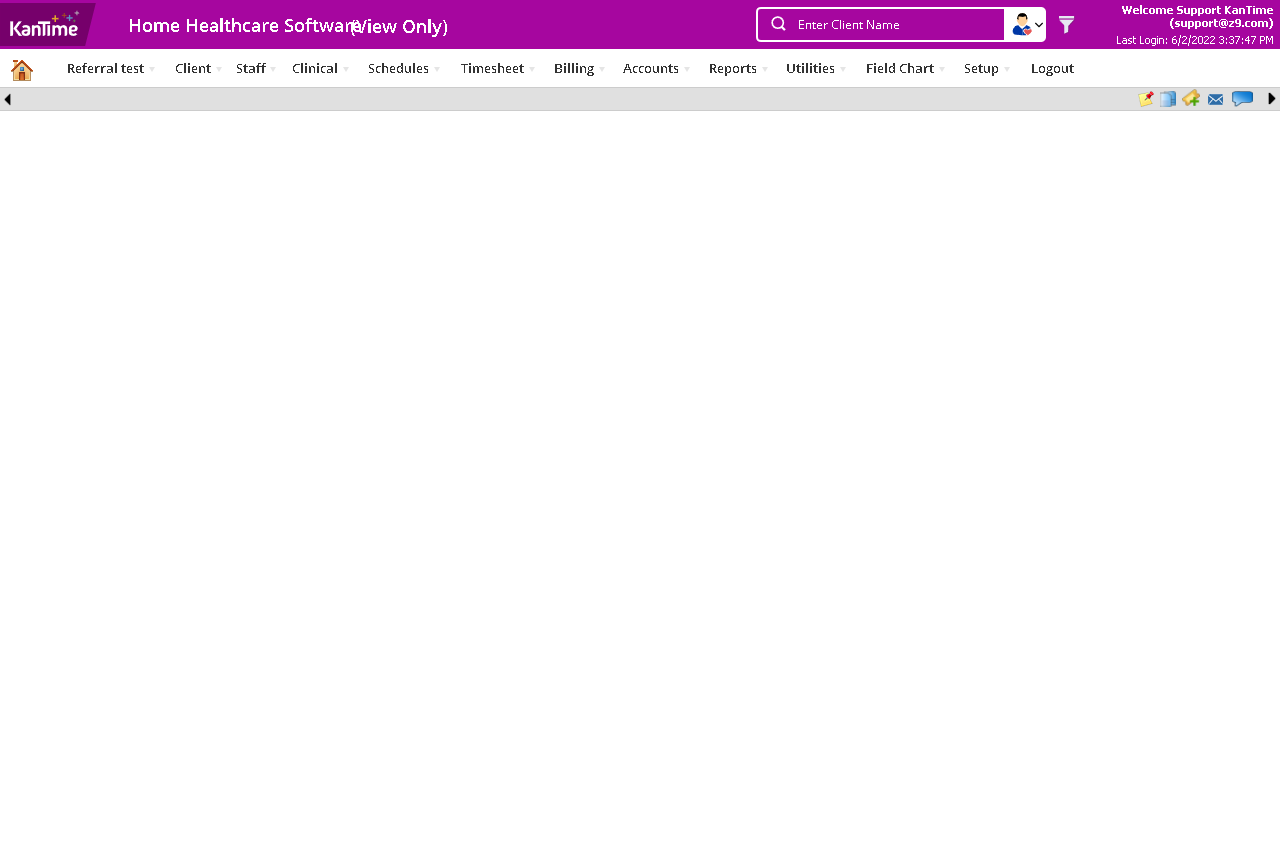 KanTime
Home Healthcare Software (View Only)
Enter Client Name
Welcome Support KanTime
(support@z9.com)
Last Login: 6/2/2022 3:37:47 PM
Referral test Client Staff Clinical Schedules Timesheet Billing Accounts Reports Utilities Field Chart Setup Logout